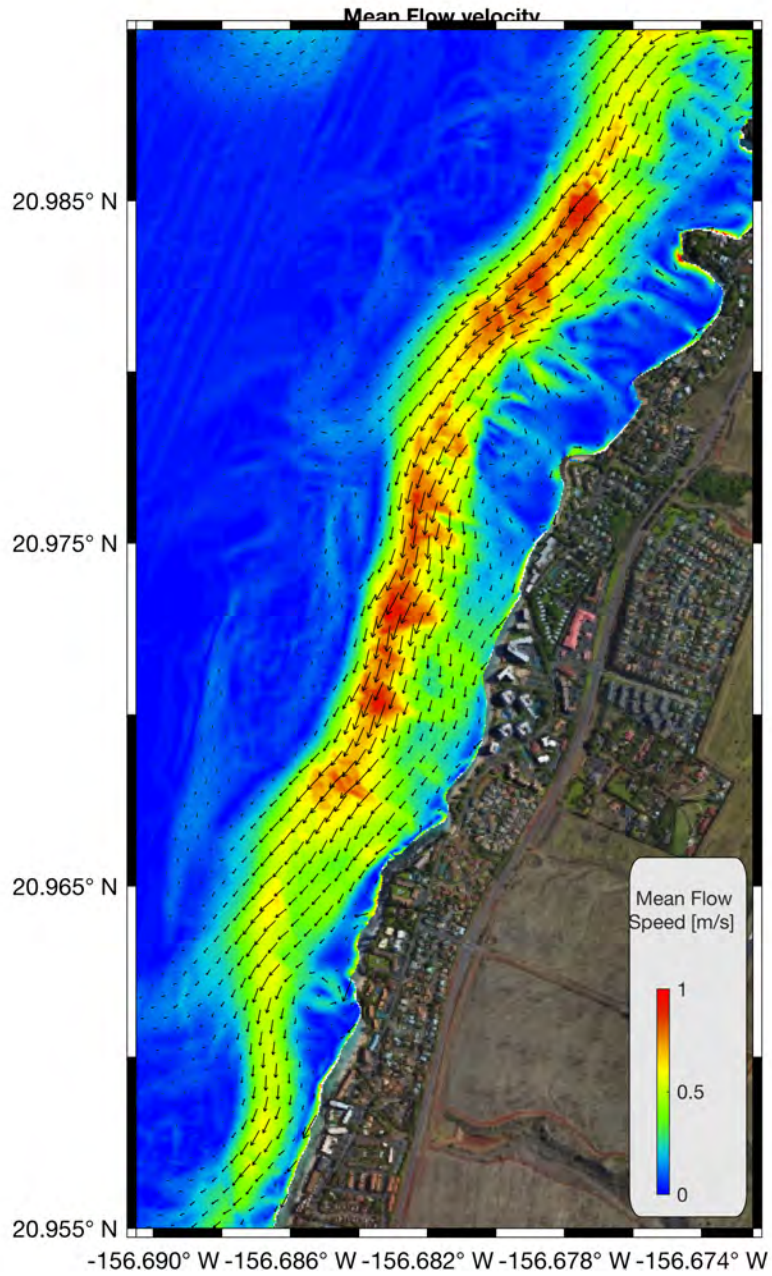 Mean Flow velocity
20.985° N
20.975° N
20.965° N
20.955° N
Mean Flow
Speed [m/s]
1
0.5
0
-156.690° W -156.686° W -156.682° W -156.678° W -156.674° W